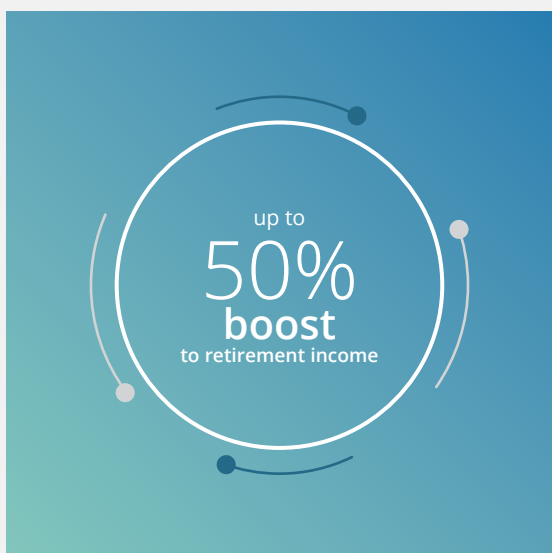 up to
50%
boost
to retirement income